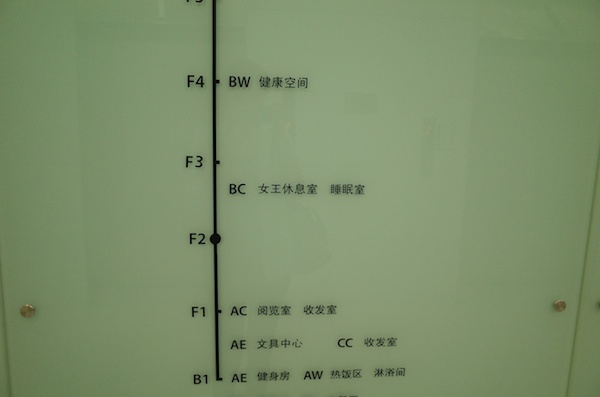 F4 BW 健康空间
F3
BC 女王休息室 睡眠室
F2
F1 AC 阅览室 收发室
AE 文具中心 CC 收发室
B1 AE 健身房 AW 热饭区 淋浴间